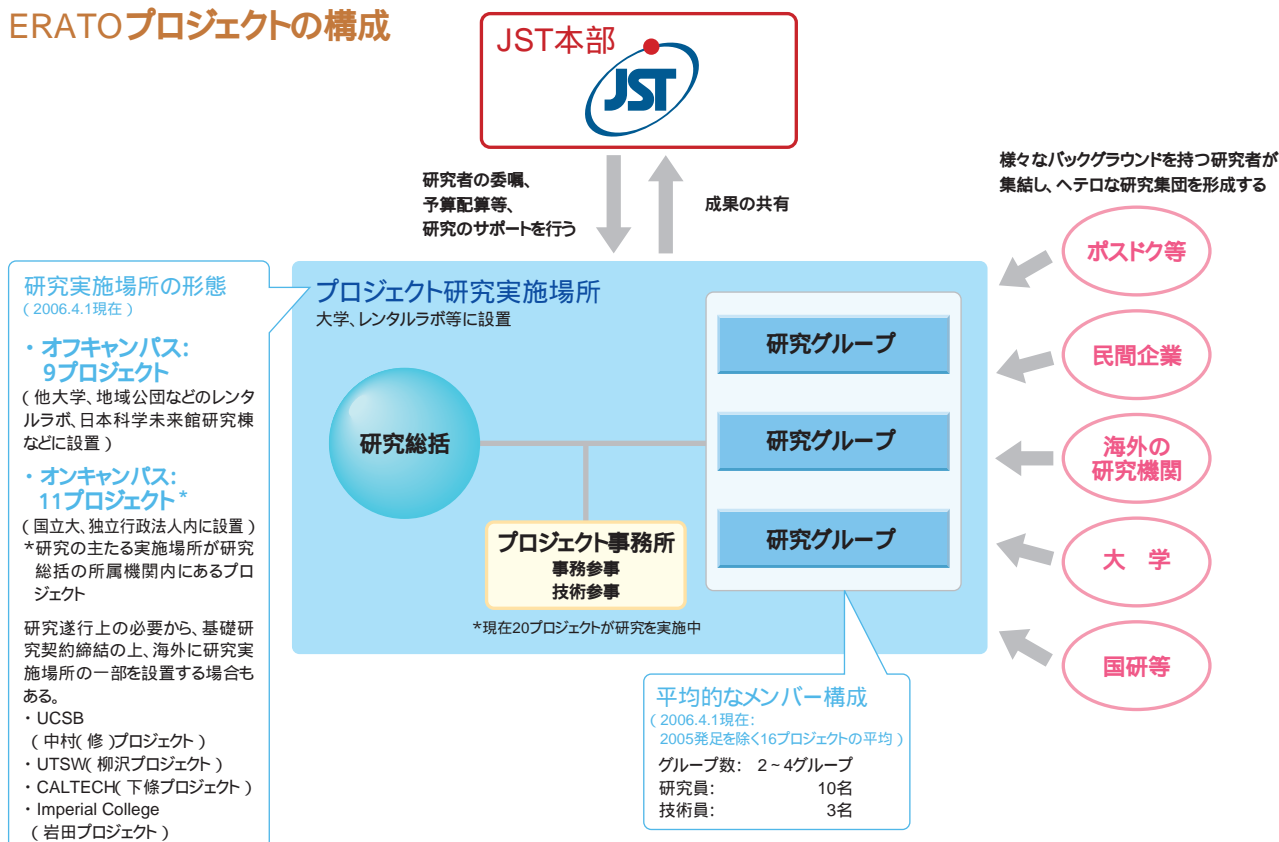 ERATOプロジェクトの構成
JST本部
JST
研究者の委嘱、
予算配算等、
研究のサポートを行う
成果の共有
様々なバックグラウンドを持つ研究者が
集結し、ヘテロな研究集団を形成する
ポスドク等
民間企業
海外の
研究機関
大 学
国研等
研究実施場所の形態
( 2006.4.1現在 )
・オフキャンパス:
9プロジェクト
( 他大学、地域公団などのレンタ
ルラボ、日本科学未来館研究棟
などに設置 )
・オンキャンパス:
11プロジェクト*
( 国立大、独立行政法人内に設置 )
*研究の主たる実施場所が研究
総括の所属機関内にあるプロ
ジェクト
研究遂行上の必要から、基礎研
究契約締結の上、海外に研究実
施場所の一部を設置する場合も
ある。
・UCSB
( 中村( 修 )プロジェクト )
・UTSW( 柳沢プロジェクト )
・CALTECH( 下條プロジェクト )
・Imperial College
( 岩田プロジェクト )
プロジェクト研究実施場所
大学、レンタルラボ等に設置
研究総括
研究グループ
研究グループ
研究グループ
プロジェクト事務所
事務参事
技術参事
*現在20プロジェクトが研究を実施中
平均的なメンバー構成
( 2006.4.1現在:
2005発足を除く16プロジェクトの平均 )
グループ数: 2~4グループ
研究員: 10名
技術員: 3名